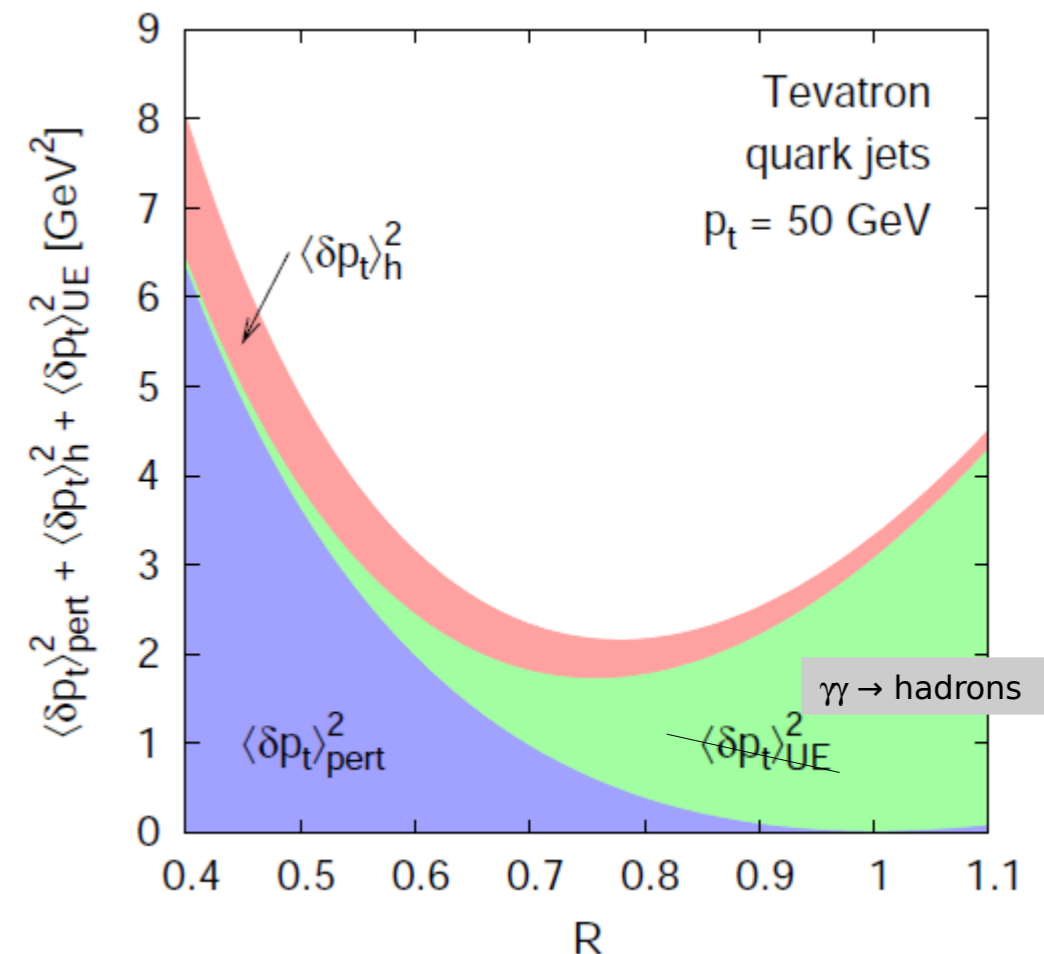 ⟨δpt⟩²pert + ⟨δpt⟩²h + ⟨δpt⟩²UE [GeV²]
9
8
7
6
5
4
3
2
1
0
Tevatron
quark jets
pt = 50 GeV
⟨δpt⟩²h
γγ → hadrons
⟨δpt⟩²pert
⟨δpt⟩²UE
0.4 0.5 0.6 0.7 0.8 0.9 1 1.1
R